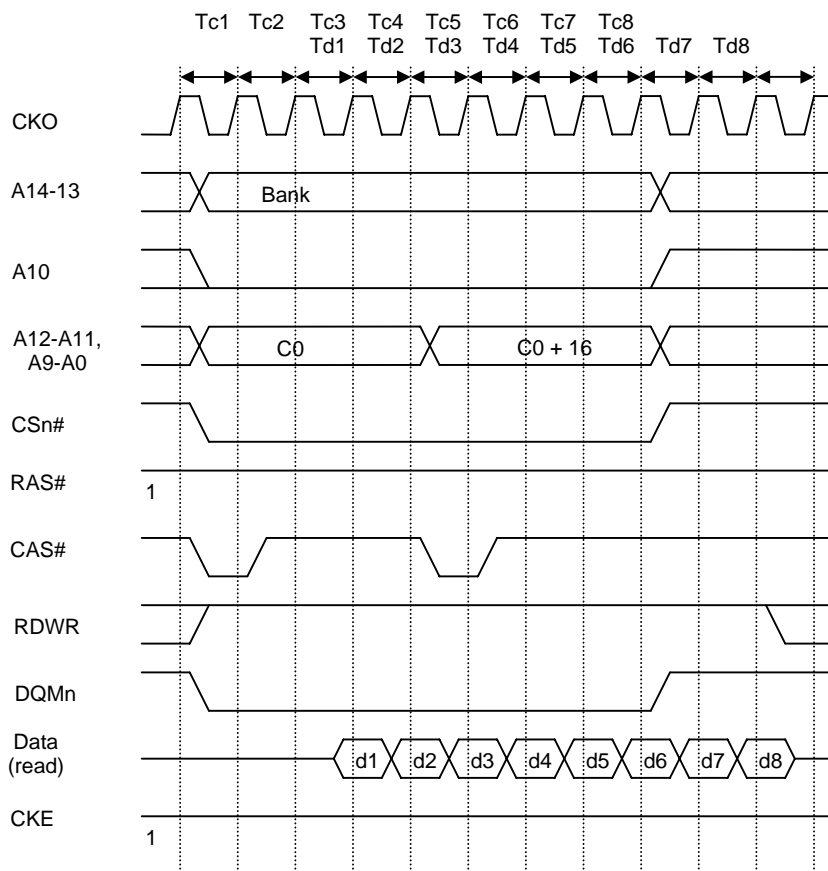 Tc1 Tc2 Tc3 Tc4 Tc5 Tc6 Tc7 Tc8
Td1 Td2 Td3 Td4 Td5 Td6 Td7 Td8
CKO
A14-13
Bank
A10
A12-A11,
A9-A0
C0
C0 + 16
CSn#
RAS#
1
CAS#
RDWR
DQMn
Data
(read)
d1 d2 d3 d4 d5 d6 d7 d8
CKE
1